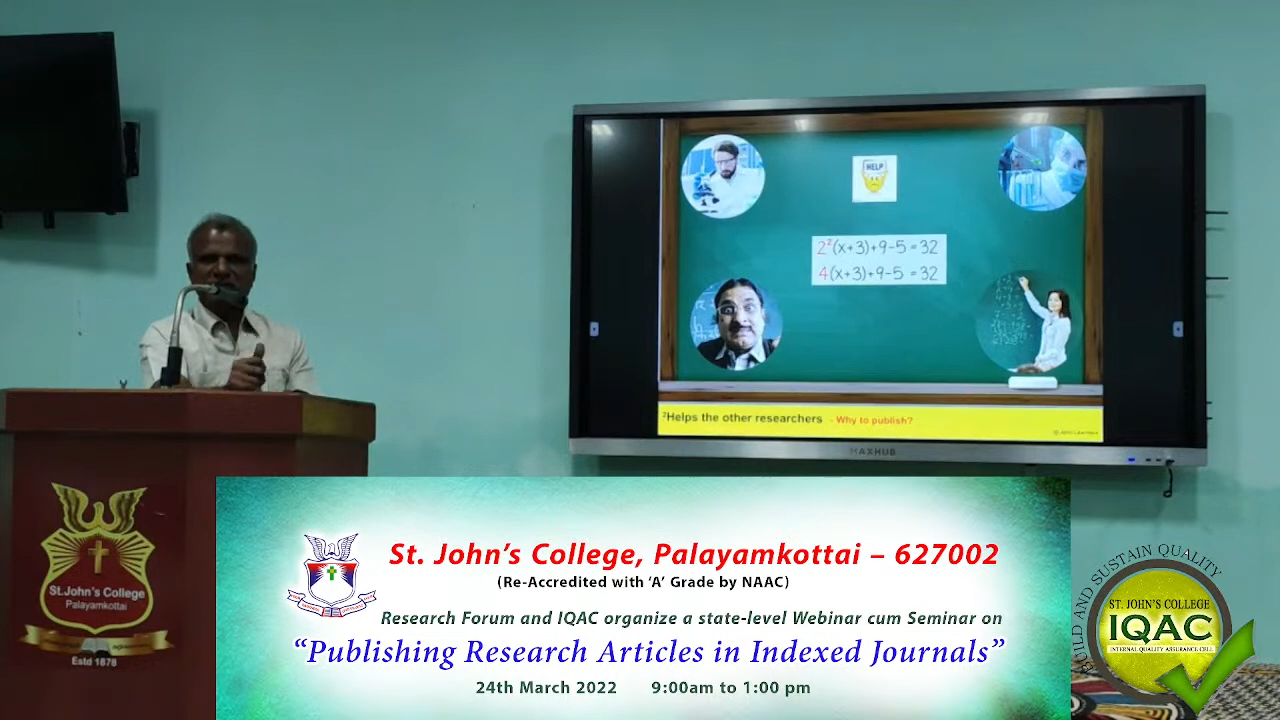 HELP
2²(x+3)+9-5=32
4(x+3)+9-5=32
⁷Helps the other researchers - Why to publish?
MAXHUB
St.John's College
Palayamkottai
Estd 1878
St. John's College, Palayamkottai – 627002
(Re-Accredited with 'A' Grade by NAAC)
Research Forum and IQAC organize a state-level Webinar cum Seminar on
“Publishing Research Articles in Indexed Journals”
24th March 2022 9:00am to 1:00 pm
BUILD AND SUSTAIN QUALITY
ST. JOHN'S COLLEGE
IQAC
INTERNAL QUALITY ASSURANCE CELL